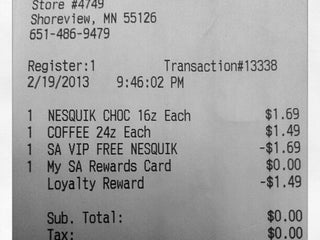 Store #4749
Shoreview, MN 55126
651-486-9479
Register:1 Transaction#13338
2/19/2013 9:46:02 PM
1 NESQUIK CHOC 16z Each $1.69
1 COFFEE 24z Each $1.49
1 SA VIP FREE NESQUIK -$1.69
1 My SA Rewards Card $0.00
Loyalty Reward -$1.49
Sub. Total: $0.00
Tax: $0.00